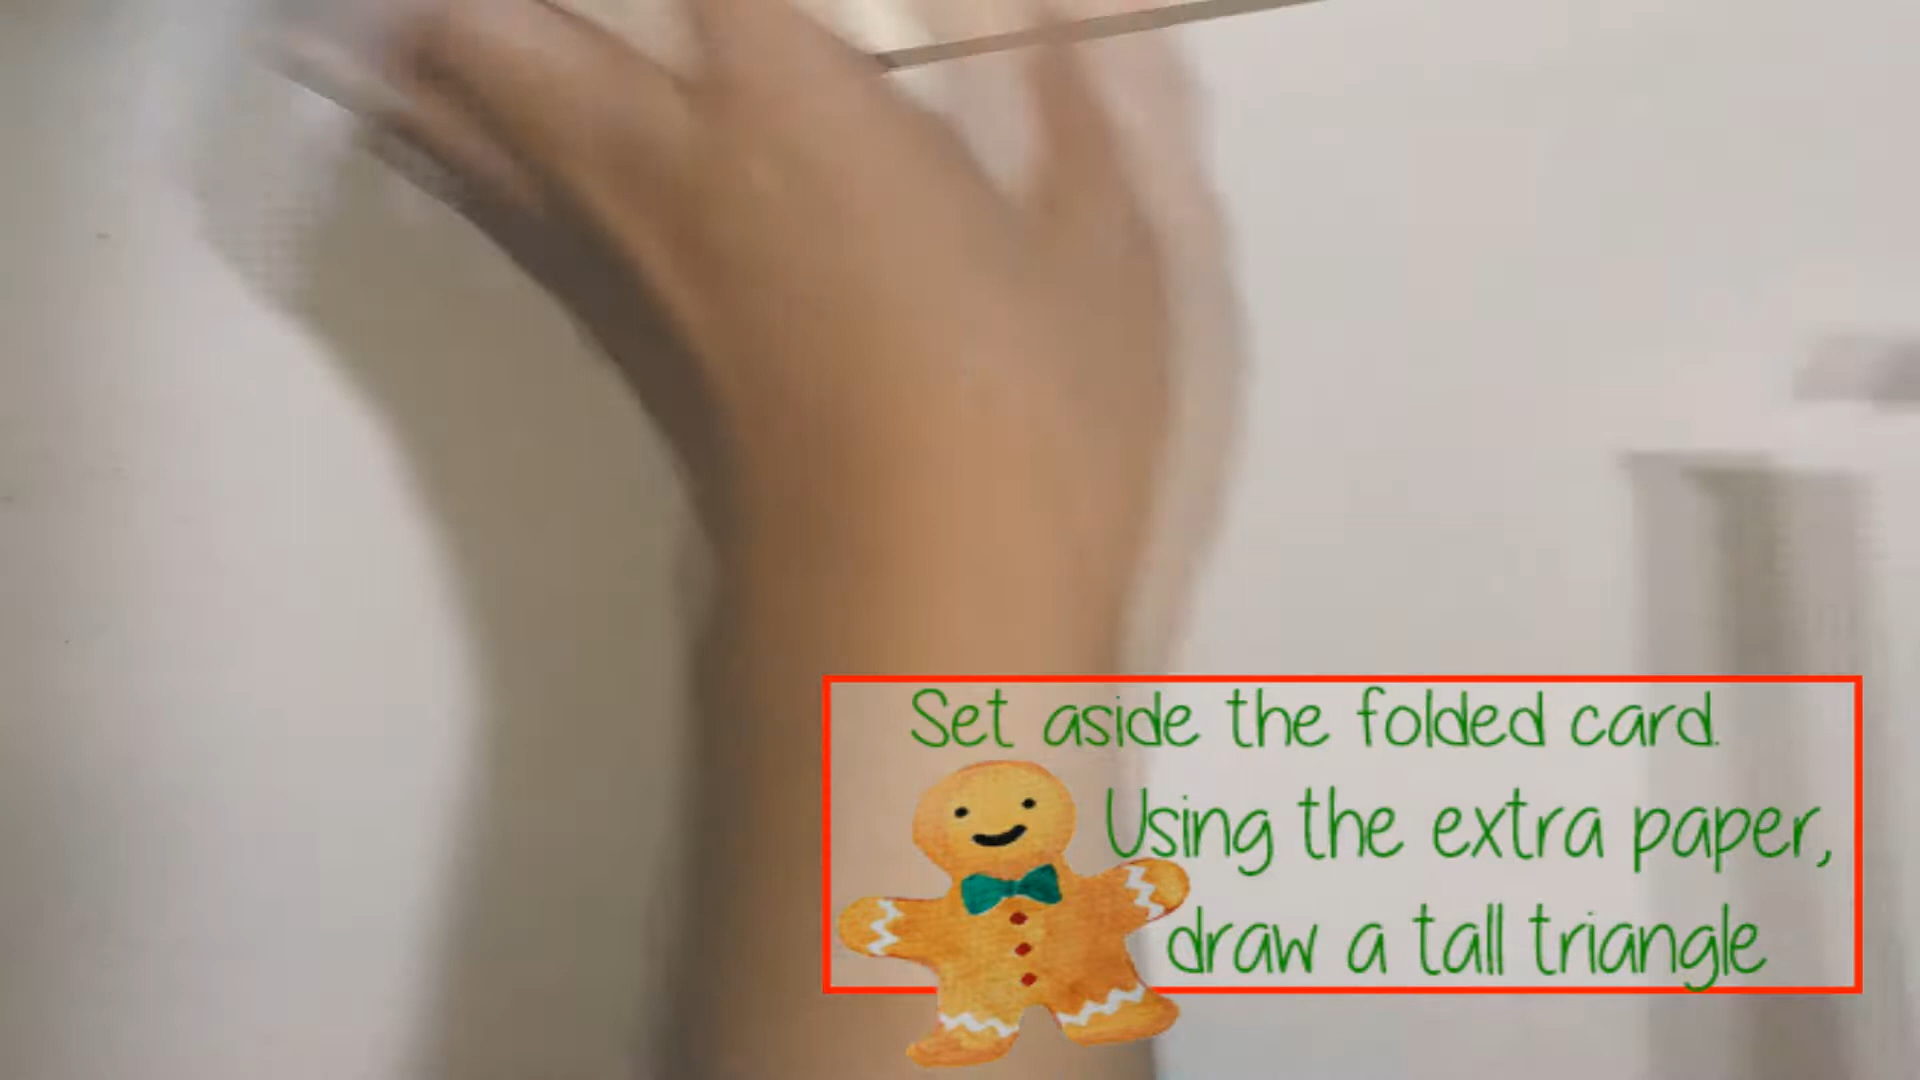 Set aside the folded card.
Using the extra paper,
draw a tall triangle